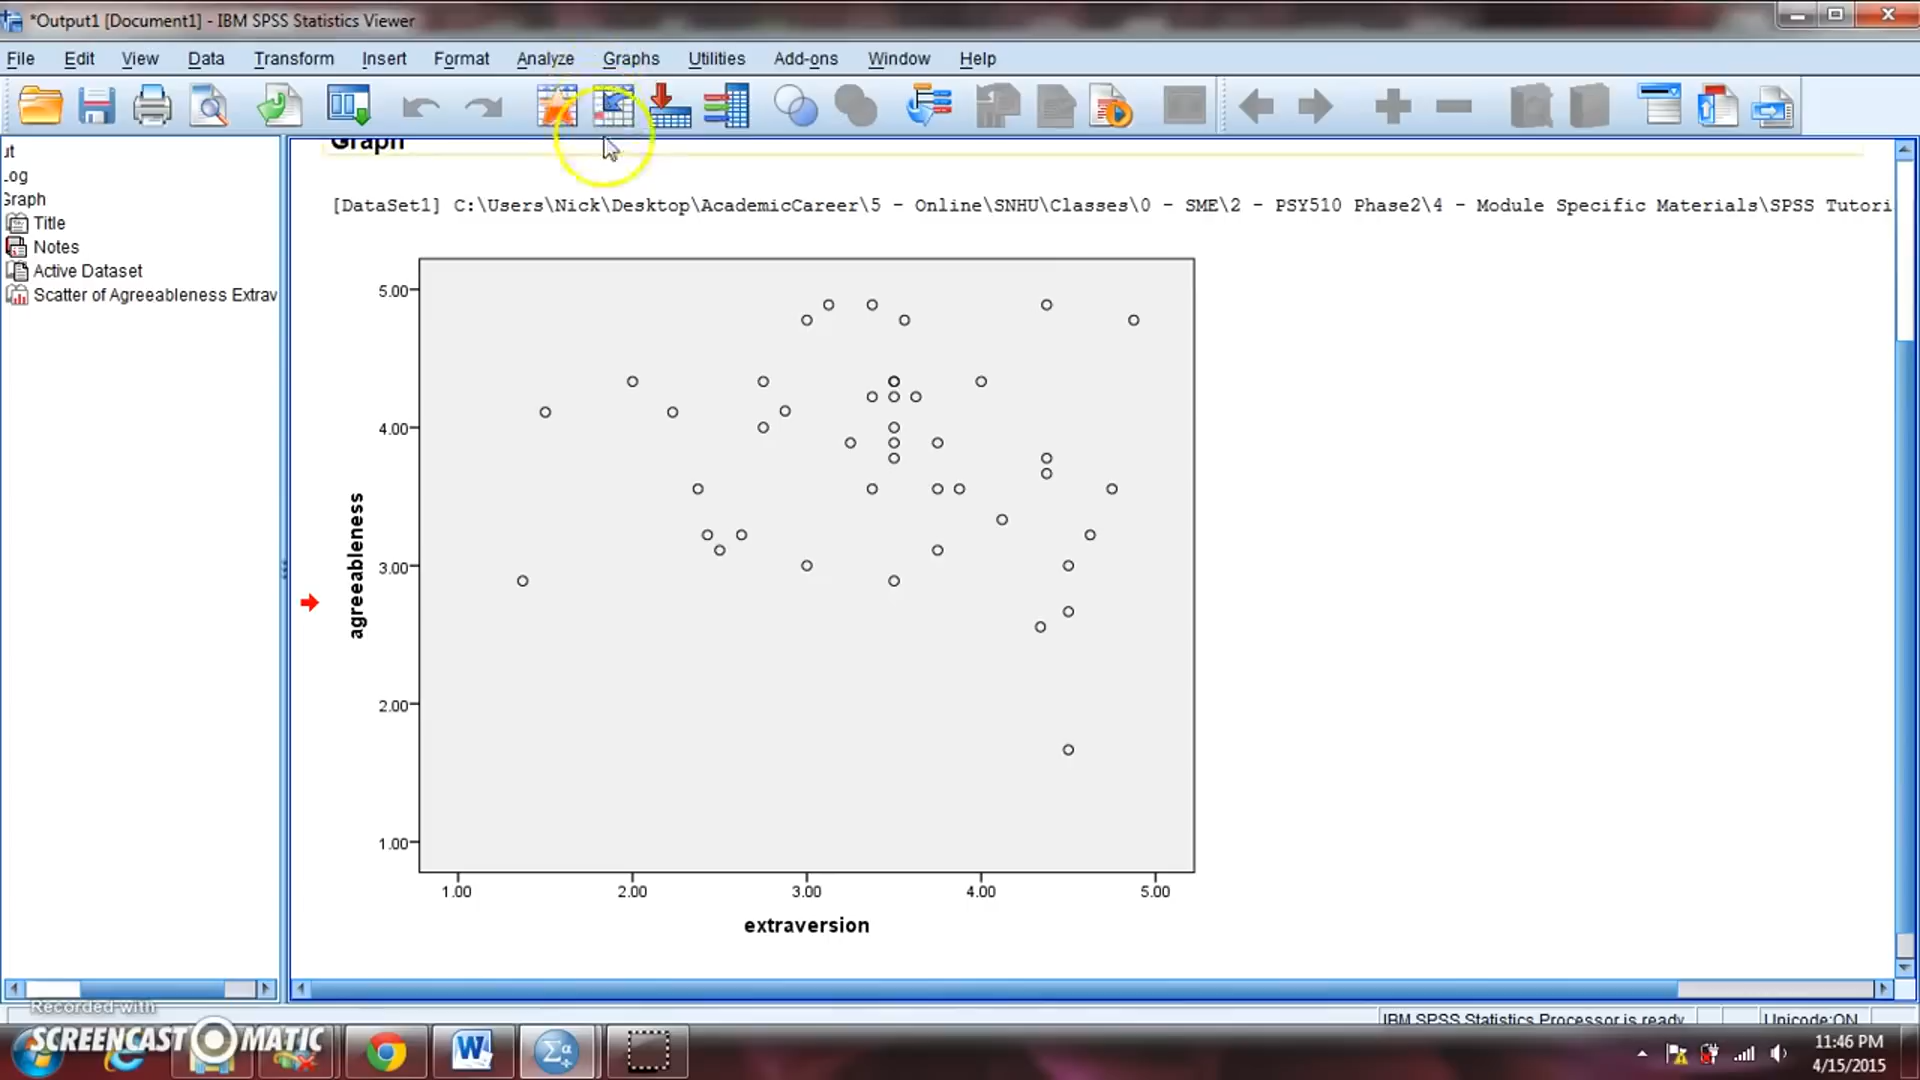 *Output1 [Document1] - IBM SPSS Statistics Viewer
File Edit View Data Transform Insert Format Analyze Graphs Utilities Add-ons Window Help
ut
Log
Graph
Title
Notes
Active Dataset
Scatter of Agreeableness Extrav
Graph
[DataSet1] C:\Users\Nick\Desktop\AcademicCareer\5 - Online\SNHU\Classes\0 - SME\2 - PSY510 Phase2\4 - Module Specific Materials\SPSS Tutori
5.00
4.00
3.00
2.00
1.00
agreeableness
1.00 2.00 3.00 4.00 5.00
extraversion
IBM SPSS Statistics Processor is ready
Unicode:ON
Recorded with
SCREENCAST MATIC
11:46 PM
4/15/2015